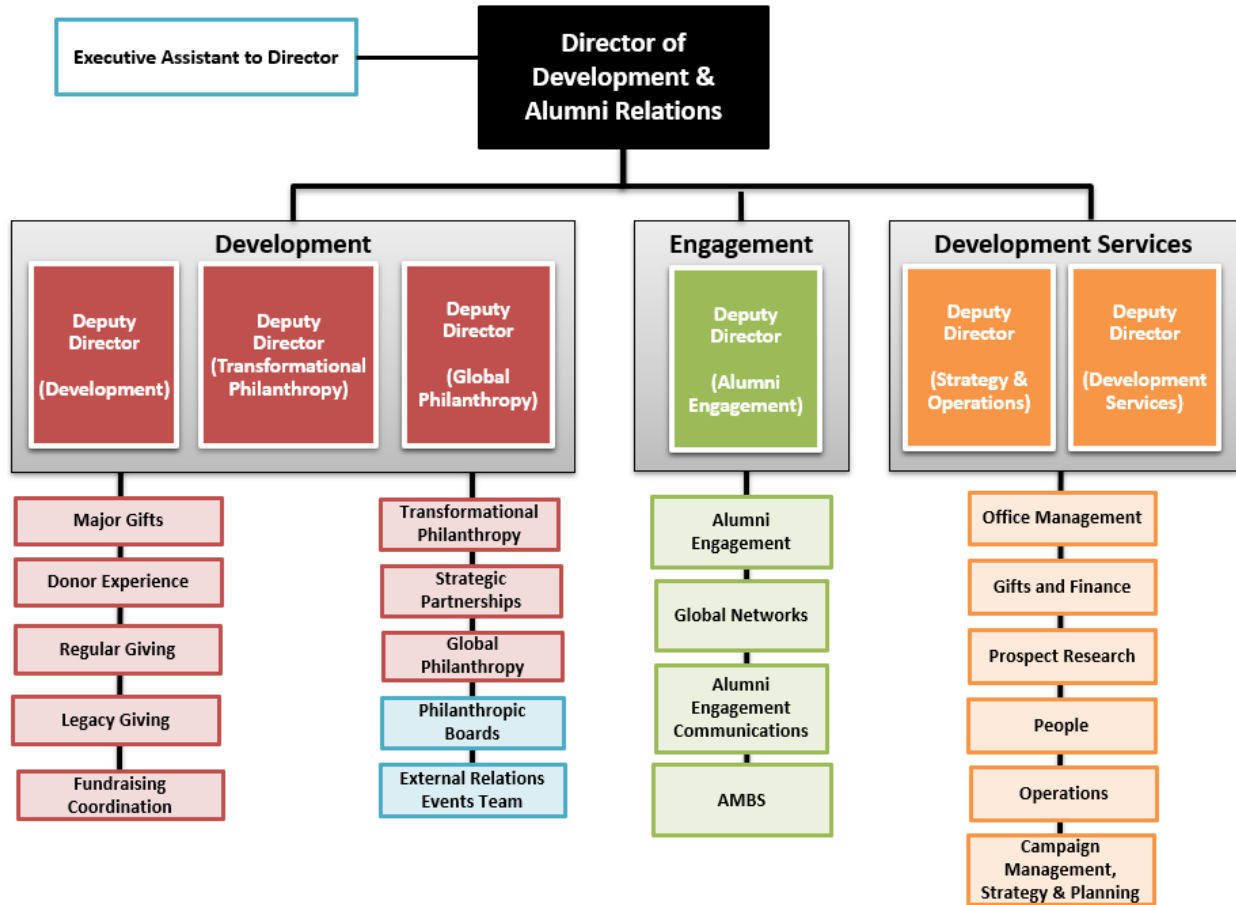 Executive Assistant to Director
Director of
Development &
Alumni Relations
Development
Deputy
Director
(Development)
Deputy
Director
(Transformational
Philanthropy)
Deputy
Director
(Global
Philanthropy)
Engagement
Deputy
Director
(Alumni
Engagement)
Development Services
Deputy
Director
(Strategy &
Operations)
Deputy
Director
(Development
Services)
Major Gifts
Donor Experience
Regular Giving
Legacy Giving
Fundraising
Coordination
Transformational
Philanthropy
Strategic
Partnerships
Global
Philanthropy
Philanthropic
Boards
External Relations
Events Team
Alumni
Engagement
Global Networks
Alumni
Engagement
Communications
AMBS
Office Management
Gifts and Finance
Prospect Research
People
Operations
Campaign
Management,
Strategy & Planning